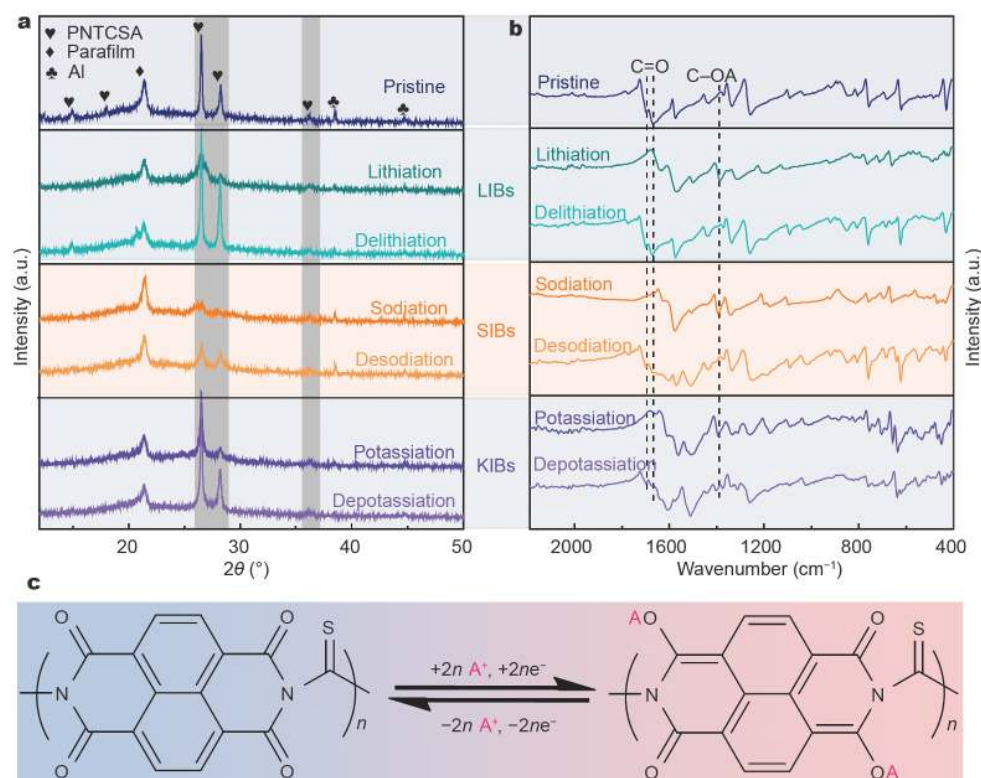 a
♥ PNTCSA
♦ Parafilm
♣ Al
Pristine
Lithiation
Delithiation
Sodiation
Desodiation
Potassiation
Depotassiation
Intensity (a.u.)
20
30
40
50
2θ (°)
LIBs
SIBs
KIBs
b
C=O
C–OA
Pristine
Lithiation
Delithiation
Sodiation
Desodiation
Potassiation
Depotassiation
Intensity (a.u.)
2000
1600
1200
800
400
Wavenumber (cm⁻¹)
c
O
O
S
N
N
n
O
O
+2n A⁺, +2ne⁻
−2n A⁺, −2ne⁻
AO
O
S
N
N
n
O
OA